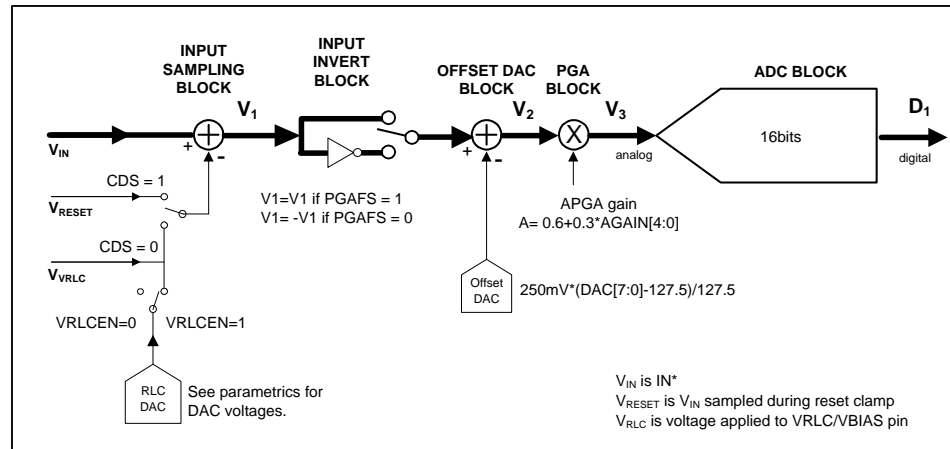 INPUT
SAMPLING
BLOCK
INPUT
INVERT
BLOCK
OFFSET DAC
BLOCK
PGA
BLOCK
ADC BLOCK
V1
V2
V3
D1
VIN
+
-
+
-
X
analog
16bits
digital
CDS = 1
VRESET
V1=V1 if PGAFS = 1
V1= -V1 if PGAFS = 0
APGA gain
A= 0.6+0.3*AGAIN[4:0]
CDS = 0
VVRLC
Offset
DAC
250mV*(DAC[7:0]-127.5)/127.5
VRLCEN=0
VRLCEN=1
RLC
DAC
See parametrics for
DAC voltages.
VIN is IN*
VRESET is VIN sampled during reset clamp
VRLC is voltage applied to VRLC/VBIAS pin